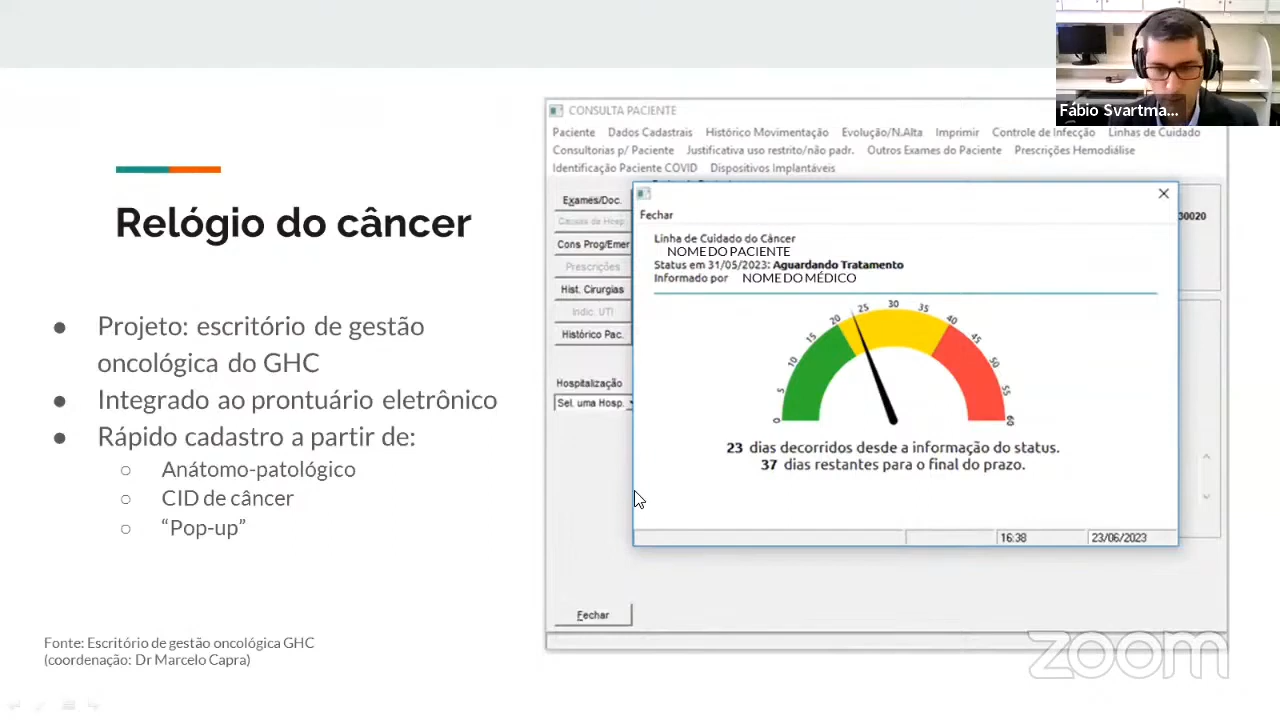 Fábio Svartma...
Relógio do câncer
● Projeto: escritório de gestão
oncológica do GHC
● Integrado ao prontuário eletrônico
● Rápido cadastro a partir de:
○ Anátomo-patológico
○ CID de câncer
○ “Pop-up”
Fonte: Escritório de gestão oncológica GHC
(coordenação: Dr Marcelo Capra)
CONSULTA PACIENTE
Paciente Dados Cadastrais Histórico Movimentação Evolução/N.Alta Imprimir Controle de Infecção Linhas de Cuidado
Consultorias p/ Paciente Justificativa uso restrito/não padr. Outros Exames do Paciente Prescrições Hemodiálise
Identificação Paciente COVID Dispositivos Implantáveis
Exames/Doc.
Causas de Hosp.
Cons Prog/Emer
Prescrições
Hist. Cirurgias
Indic. UTI
Histórico Pac.
Hospitalização
Sel. uma Hosp.
Fechar
30020
Fechar
Linha de Cuidado do Câncer
NOME DO PACIENTE
Status em 31/05/2023: Aguardando Tratamento
Informado por NOME DO MÉDICO
0 5 10 15 20 25 30 35 40 45 50 55 60
23 dias decorridos desde a informação do status.
37 dias restantes para o final do prazo.
16:38 23/06/2023
zoom